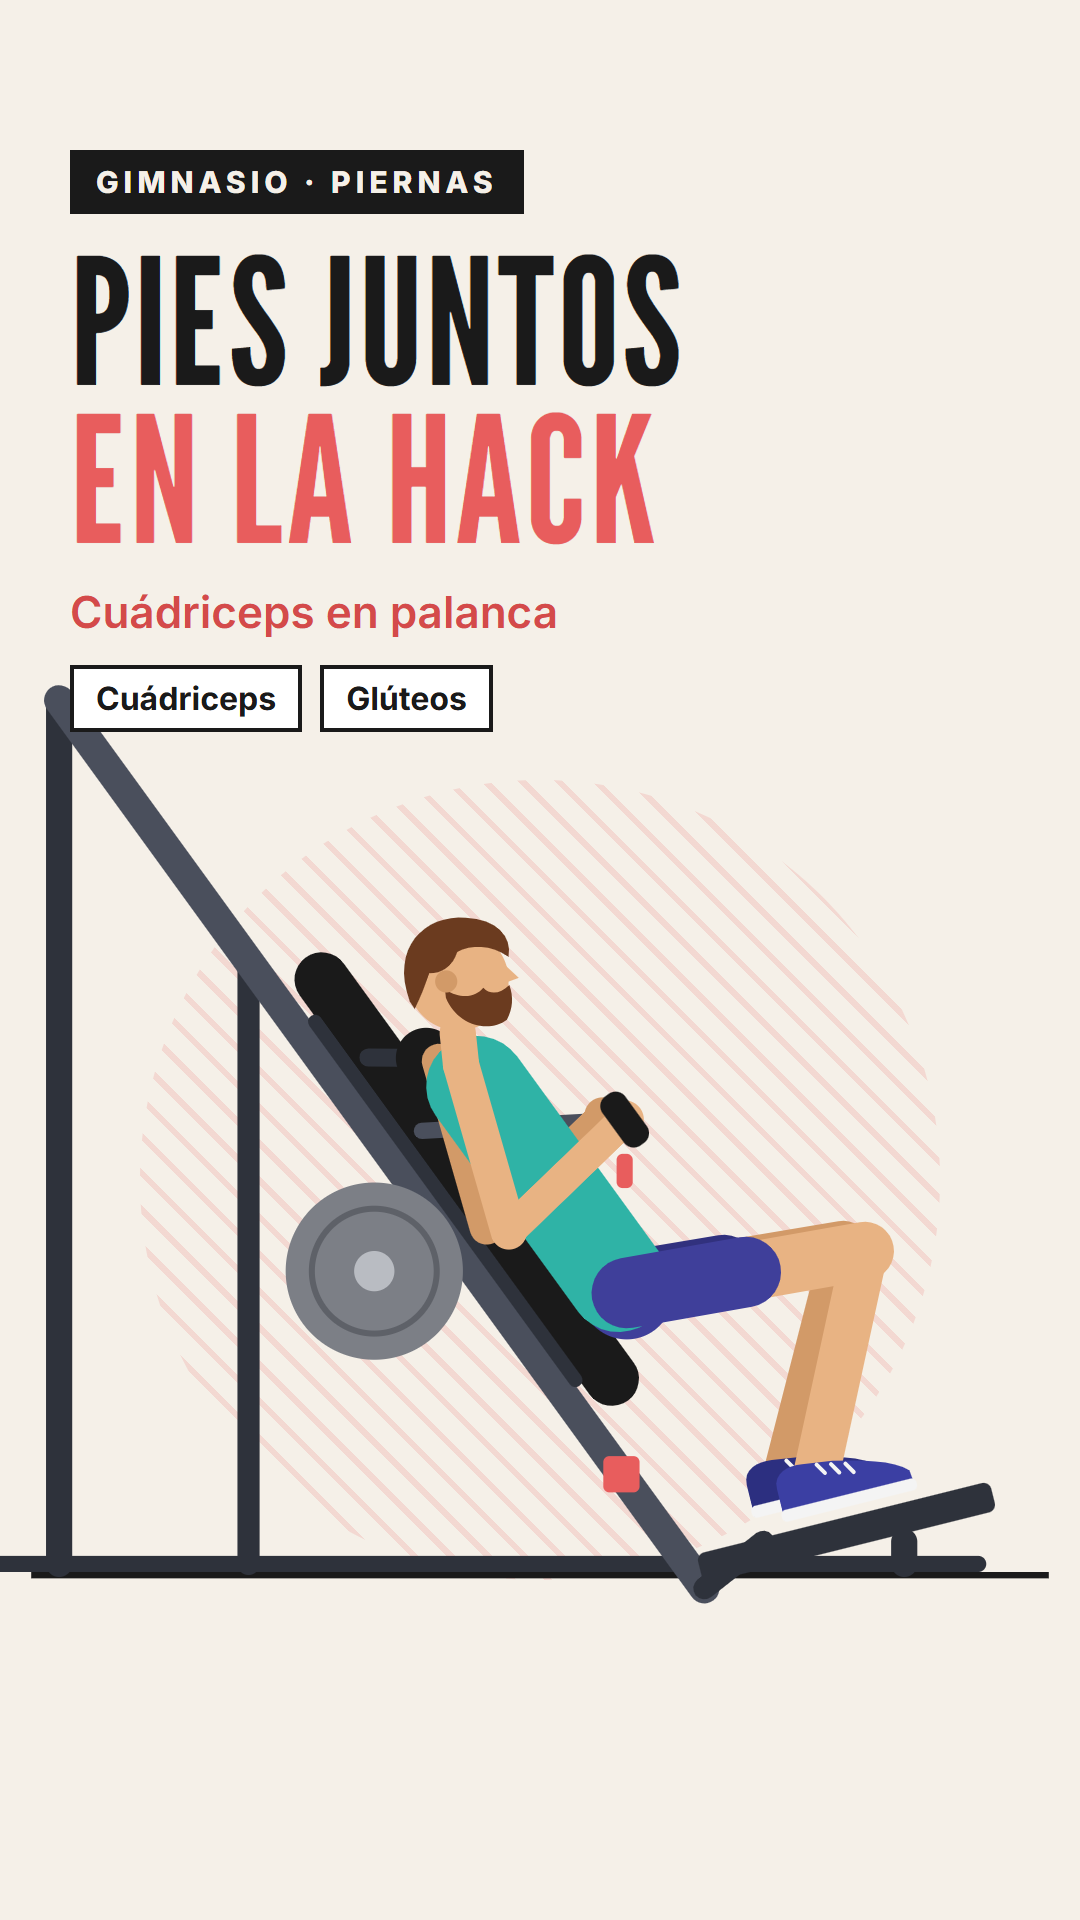 GIMNASIO · PIERNAS
PIES JUNTOS
EN LA HACK
Cuádriceps en palanca
Cuádriceps Glúteos